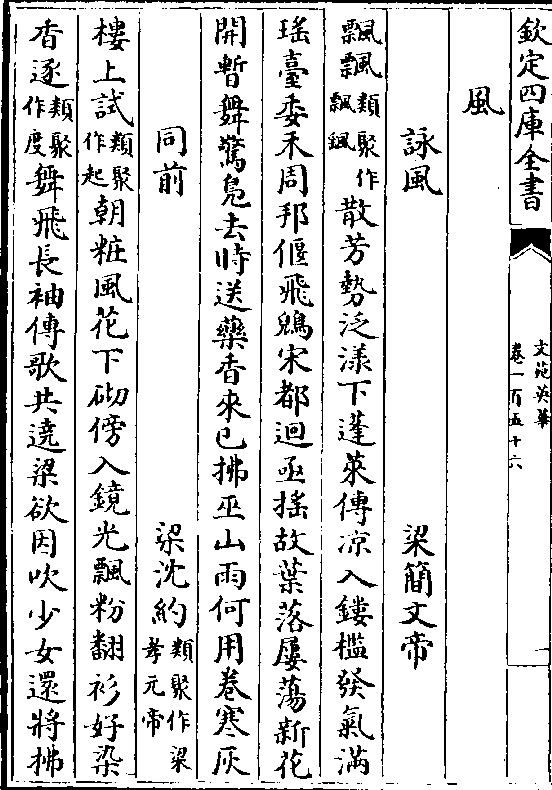 欽定四庫全書
文苑英華
卷一百五十六
一
風
詠風　梁簡文帝
飄飄類聚作飄颻散芳勢泛漾下蓬萊傳凉入鏤檻發氣滿
瑤臺委禾周邦偃飛鷁宋都迴亟搖故葉落屢蕩新花
開暫舞驚鳧去時送藥香來已拂巫山雨何用卷寒灰
同前　梁沈約類聚作梁孝元帝
樓上試類聚作起朝粧風花下砌傍入鏡光飄粉翻衫好染
香逐類聚作度舞飛長袖傳歌共遶梁欲因吹少女還將拂